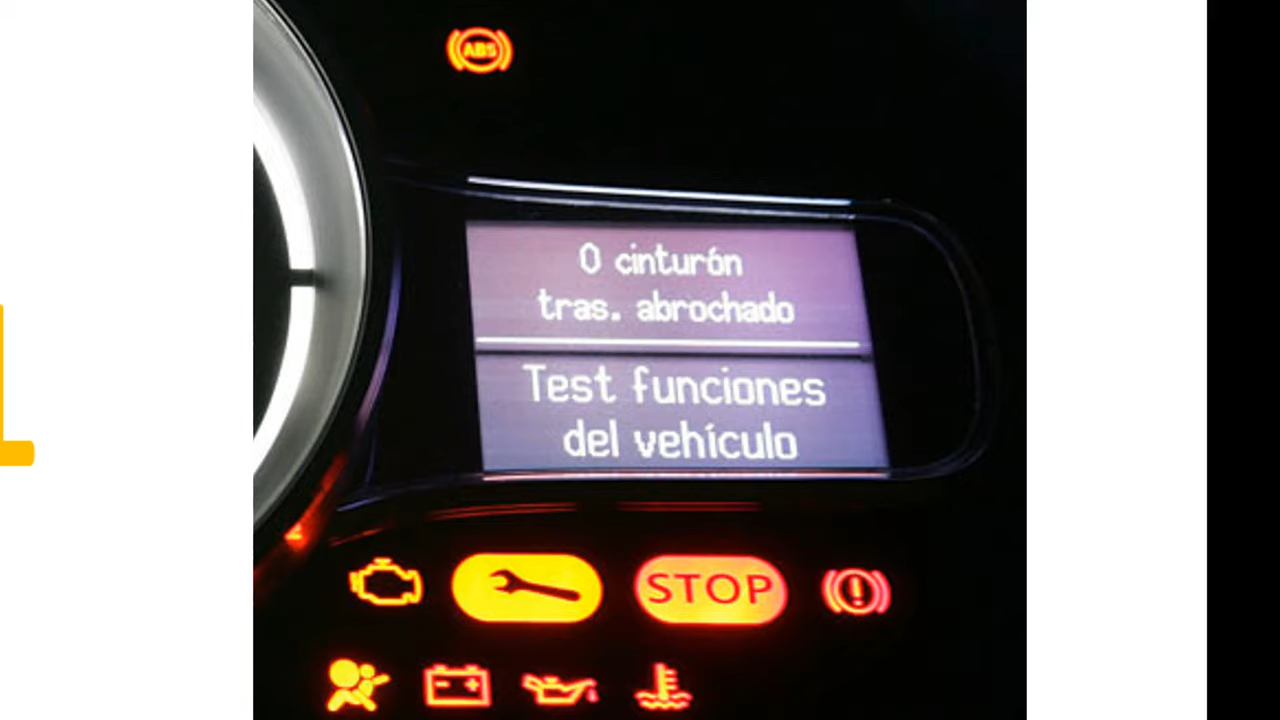 ABS
0 cinturón
tras. abrochado
Test funciones
del vehículo
STOP